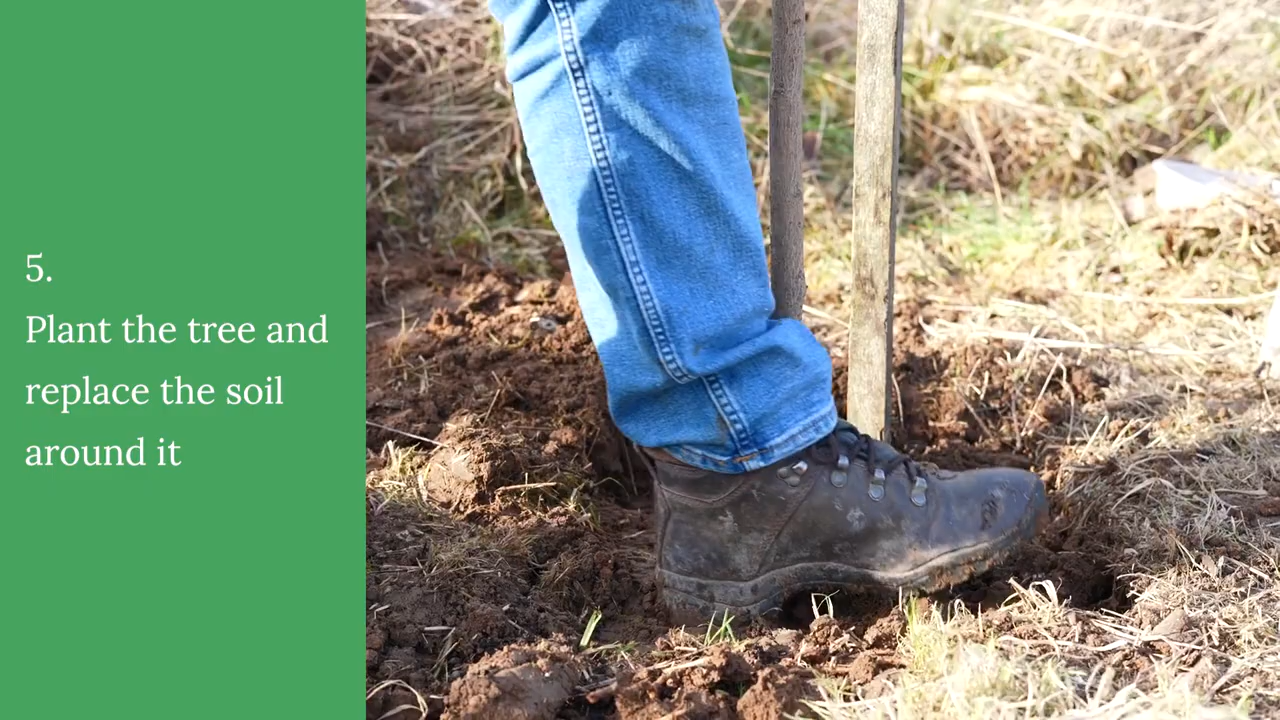 5.
Plant the tree and
replace the soil
around it